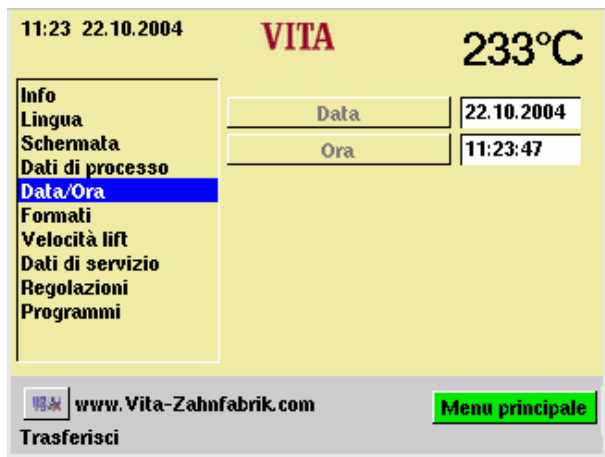 11:23 22.10.2004
VITA
233°C
Info
Lingua
Schermata
Dati di processo
Data/Ora
Formati
Velocità lift
Dati di servizio
Regolazioni
Programmi
Data
22.10.2004
Ora
11:23:47
www.Vita-Zahnfabrik.com
Menu principale
Trasferisci